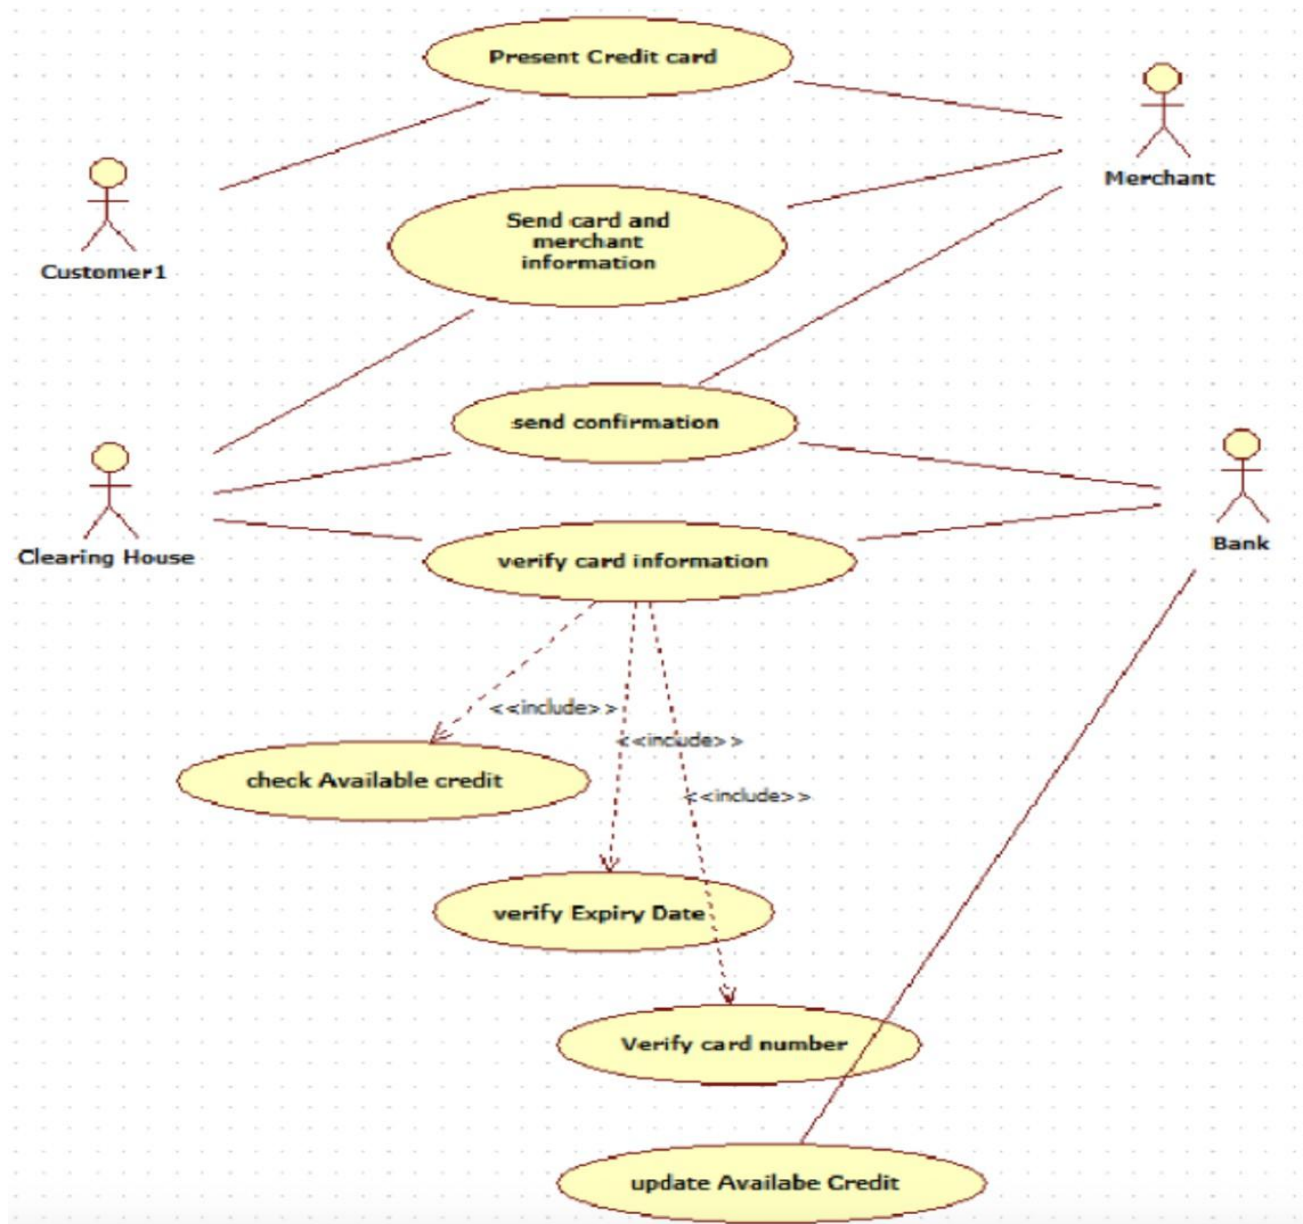 Present Credit card
Merchant
Send card and
merchant
information
Customer1
send confirmation
Clearing House
Bank
verify card information
<<include>>
<<include>>
check Available credit
<<include>>
verify Expiry Date
Verify card number
update Availabe Credit